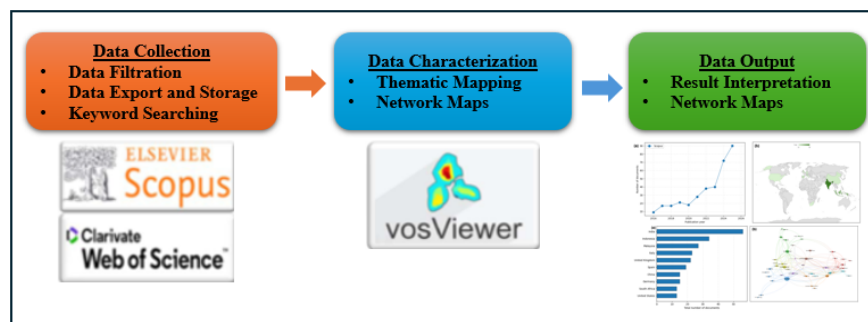 Data Collection
• Data Filtration
• Data Export and Storage
• Keyword Searching
Data Characterization
• Thematic Mapping
• Network Maps
Data Output
• Result Interpretation
• Network Maps
ELSEVIER
Scopus
Clarivate
Web of Science™
vosViewer